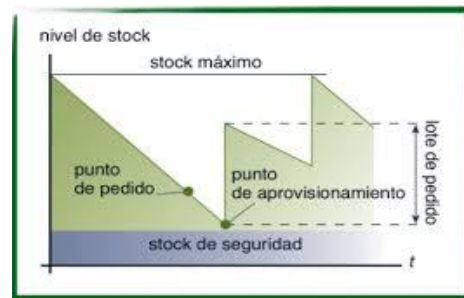 nivel de stock
stock máximo
punto
de pedido
punto
de aprovisionamiento
lote de pedido
stock de seguridad
t